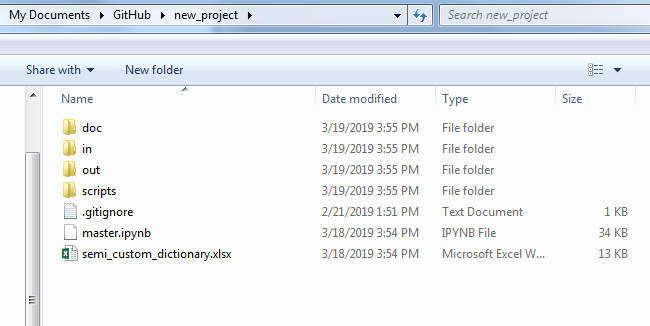 My Documents ▸ GitHub ▸ new_project ▸ Search new_project
Share with New folder
Name Date modified Type Size
doc 3/19/2019 3:55 PM File folder
in 3/19/2019 3:55 PM File folder
out 3/19/2019 3:55 PM File folder
scripts 3/19/2019 3:55 PM File folder
.gitignore 2/21/2019 1:51 PM Text Document 1 KB
master.ipynb 3/18/2019 3:54 PM IPYNB File 34 KB
semi_custom_dictionary.xlsx 3/18/2019 3:54 PM Microsoft Excel W... 13 KB